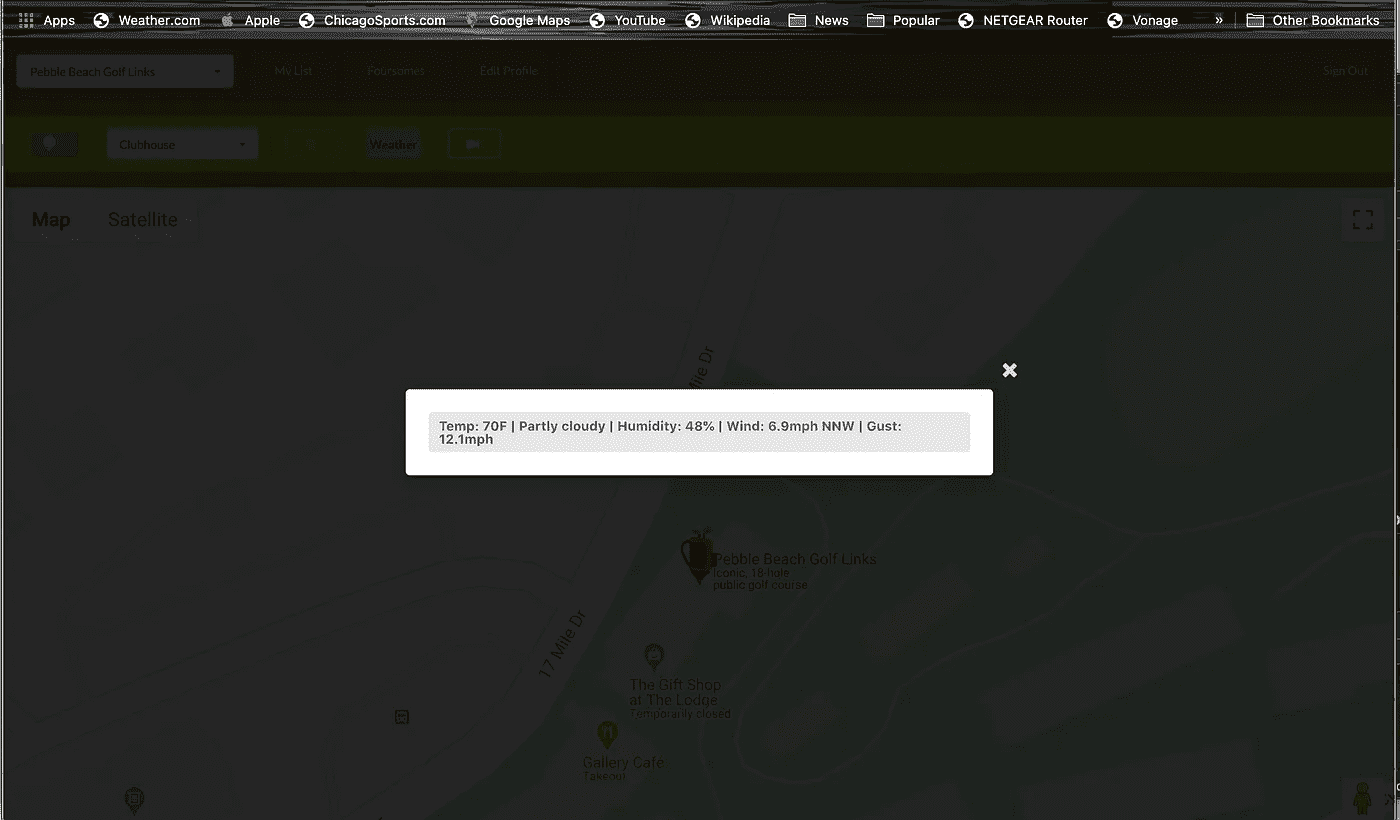 Apps Weather.com Apple ChicagoSports.com Google Maps YouTube Wikipedia News Popular NETGEAR Router Vonage » Other Bookmarks
Pebble Beach Golf Links My List Foursomes Edit Profile Sign Out
Clubhouse Weather
Map Satellite
Mile Dr
Temp: 70F | Partly cloudy | Humidity: 48% | Wind: 6.9mph NNW | Gust:
12.1mph
Pebble Beach Golf Links
Iconic, 18-hole
public golf course
17 Mile Dr
The Gift Shop
at The Lodge
Temporarily closed
Gallery Café
Takeout